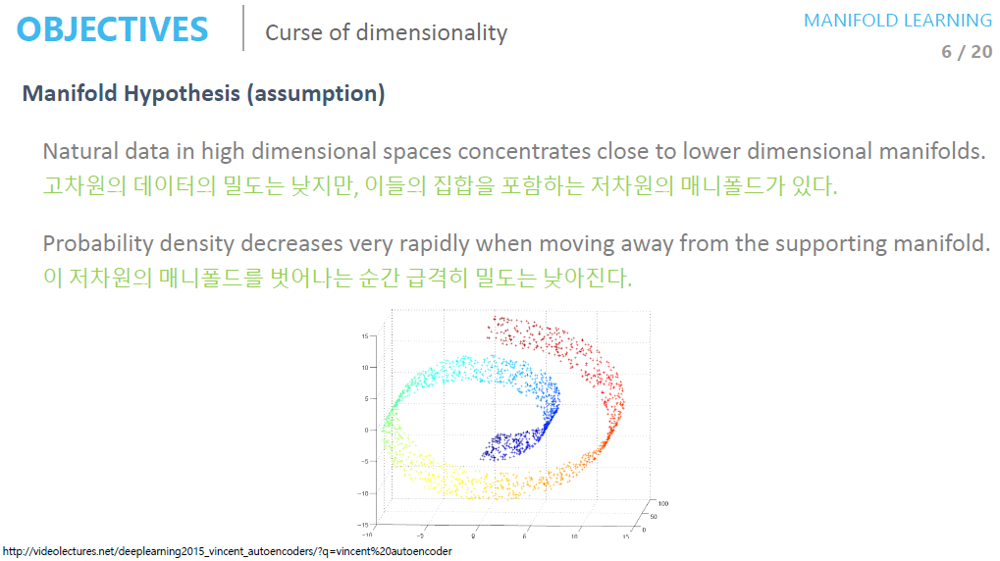 OBJECTIVES
Curse of dimensionality
MANIFOLD LEARNING
6 / 20
Manifold Hypothesis (assumption)
Natural data in high dimensional spaces concentrates close to lower dimensional manifolds.
고차원의 데이터의 밀도는 낮지만, 이들의 집합을 포함하는 저차원의 매니폴드가 있다.
Probability density decreases very rapidly when moving away from the supporting manifold.
이 저차원의 매니폴드를 벗어나는 순간 급격히 밀도는 낮아진다.
15
10
5
0
-5
-10
-15
-10
-5
0
5
10
15
0
50
100
http://videolectures.net/deeplearning2015_vincent_autoencoders/?q=vincent%20autoencoder